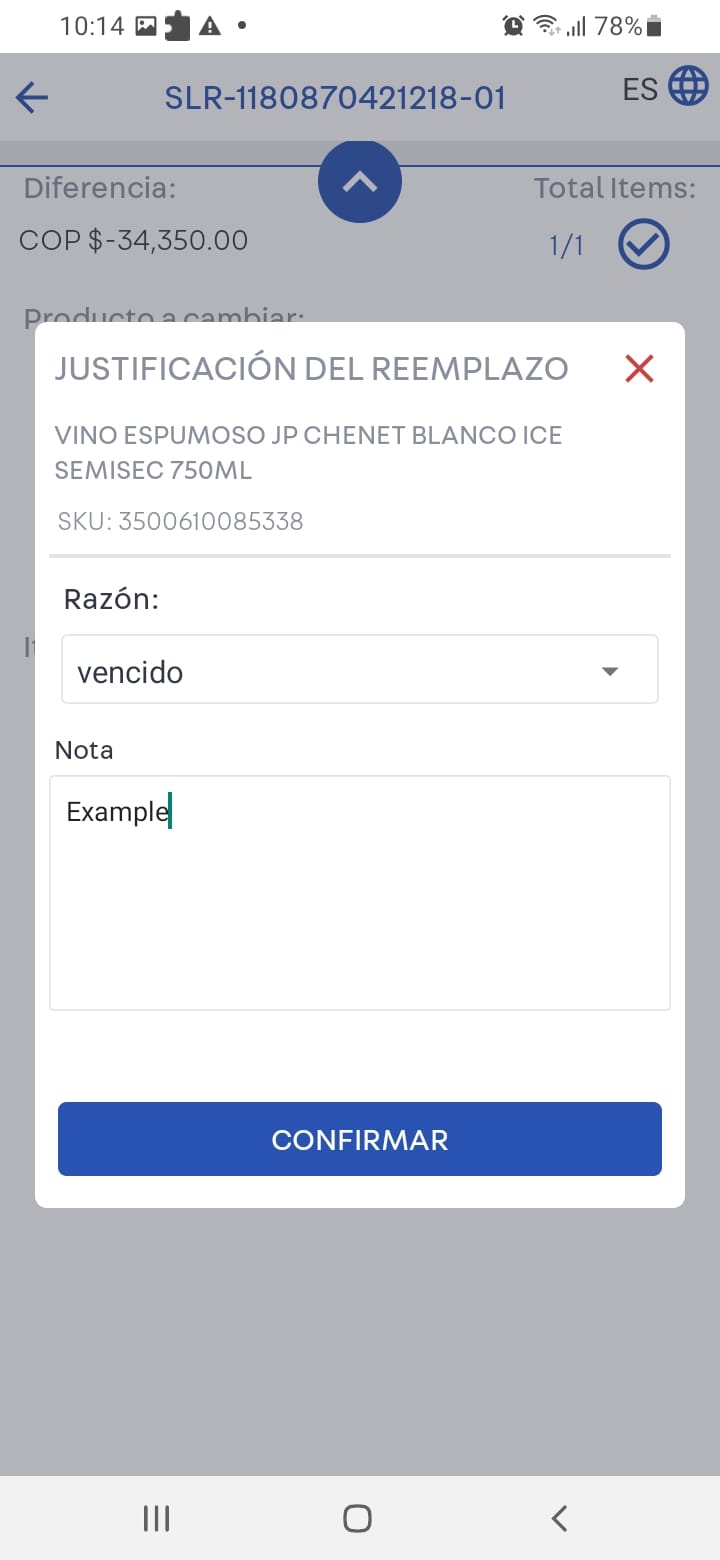 10:14 78%
SLR-1180870421218-01 ES
Diferencia: Total Items:
COP $-34,350.00 1/1
Producto a cambiar:
JUSTIFICACIÓN DEL REEMPLAZO
VINO ESPUMOSO JP CHENET BLANCO ICE
SEMISEC 750ML
SKU: 3500610085338
Razón:
vencido
Nota
Example
CONFIRMAR